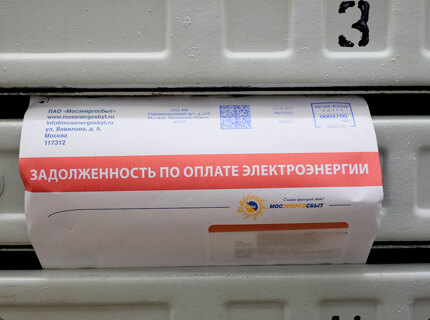 3
ПАО «Мосэнергосбыт»
www.mosenergosbyt.ru
info@mosenergosbyt.ru
ул. Вавилова, д. 9,
Москва
117312
0003700
ЗАДОЛЖЕННОСТЬ ПО ОПЛАТЕ ЭЛЕКТРОЭНЕРГИИ
МОСЭНЕРГОСБЫТ